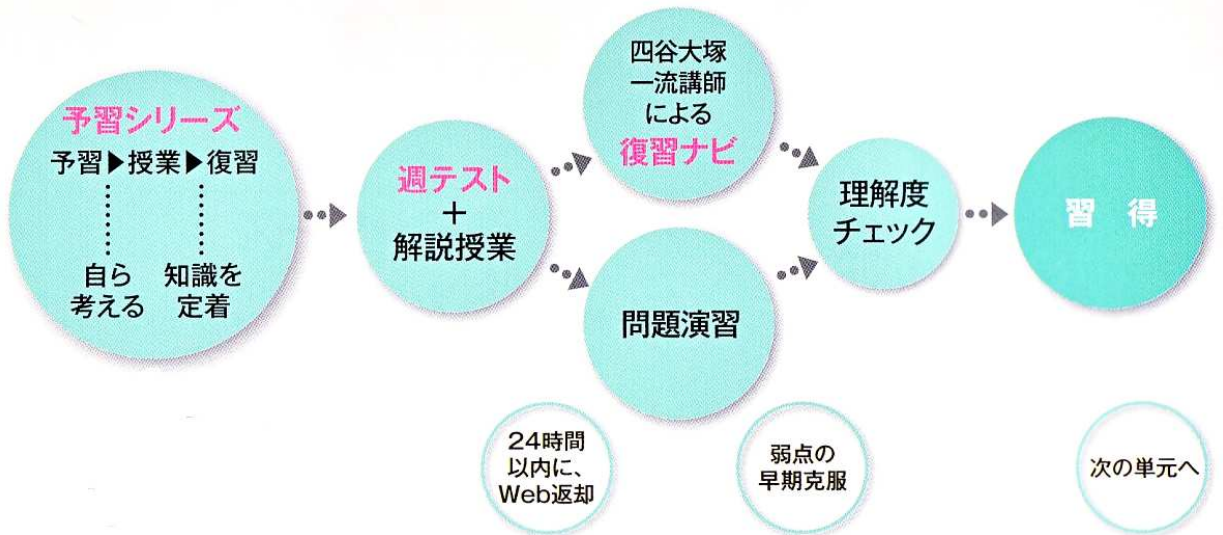 予習シリーズ
予習▶授業▶復習
自ら
考える
知識を
定着
週テスト
+
解説授業
四谷大塚
一流講師
による
復習ナビ
問題演習
理解度
チェック
習 得
24時間
以内に、
Web返却
弱点の
早期克服
次の単元へ